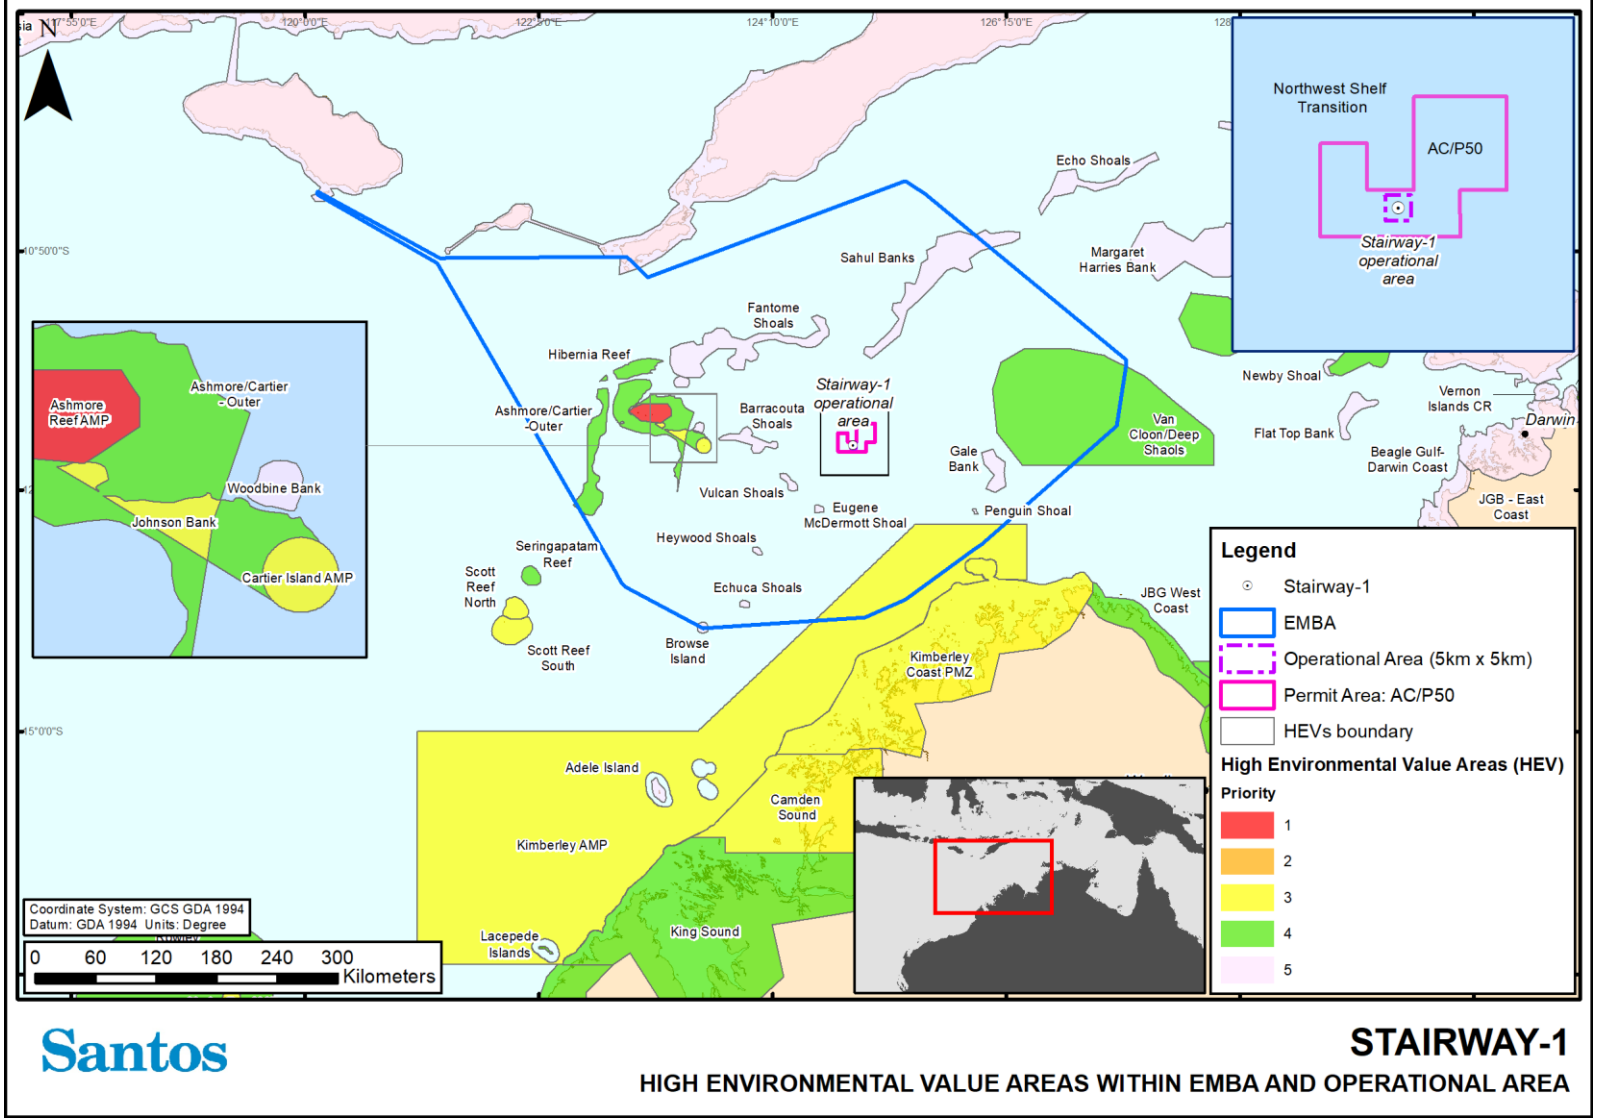 117°55'0"E
120°0'0"E
122°5'0"E
124°10'0"E
126°15'0"E
128
sia
N
10°50'0"S
15°0'0"S
Northwest Shelf
Transition
AC/P50
Stairway-1
operational
area
Echo Shoals
Sahul Banks
Margaret
Harries Bank
Fantome
Shoals
Hibernia Reef
Stairway-1
operational
area
Ashmore/Cartier
-Outer
Barracouta
Shoals
Van
Cloon/Deep
Shaols
Newby Shoal
Vernon
Islands CR
Darwin
Flat Top Bank
Beagle Gulf-
Darwin Coast
JGB - East
Coast
Gale
Bank
Vulcan Shoals
Eugene
McDermott Shoal
Penguin Shoal
Heywood Shoals
Seringapatam
Reef
Scott
Reef
North
Echuca Shoals
JBG West
Coast
Scott Reef
South
Browse
Island
Kimberley
Coast PMZ
Adele Island
Camden
Sound
Kimberley AMP
King Sound
Lacepede
Islands
Rowley
Ashmore
Reef AMP
Ashmore/Cartier
- Outer
Woodbine Bank
Johnson Bank
Cartier Island AMP
Legend
Stairway-1
EMBA
Operational Area (5km x 5km)
Permit Area: AC/P50
HEVs boundary
High Environmental Value Areas (HEV)
Priority
1
2
3
4
5
Coordinate System: GCS GDA 1994
Datum: GDA 1994 Units: Degree
0 60 120 180 240 300
Kilometers
Santos
STAIRWAY-1
HIGH ENVIRONMENTAL VALUE AREAS WITHIN EMBA AND OPERATIONAL AREA